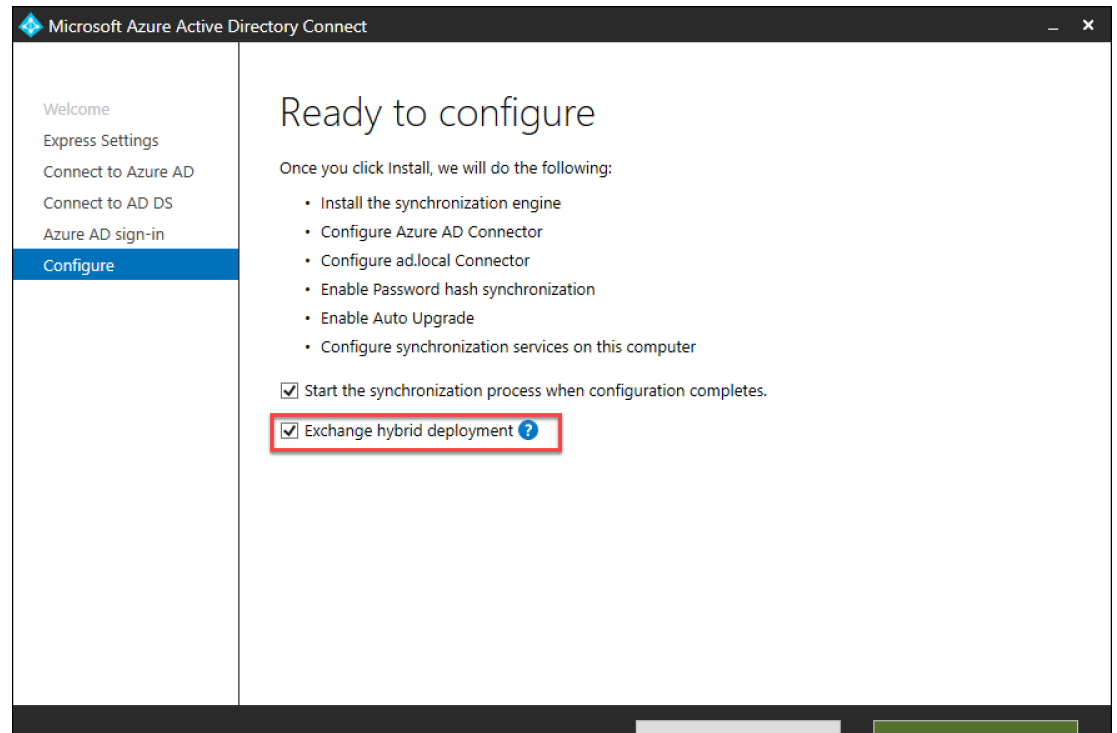 Microsoft Azure Active Directory Connect
Welcome
Express Settings
Connect to Azure AD
Connect to AD DS
Azure AD sign-in
Configure
Ready to configure
Once you click Install, we will do the following:
• Install the synchronization engine
• Configure Azure AD Connector
• Configure ad.local Connector
• Enable Password hash synchronization
• Enable Auto Upgrade
• Configure synchronization services on this computer
Start the synchronization process when configuration completes.
Exchange hybrid deployment ?